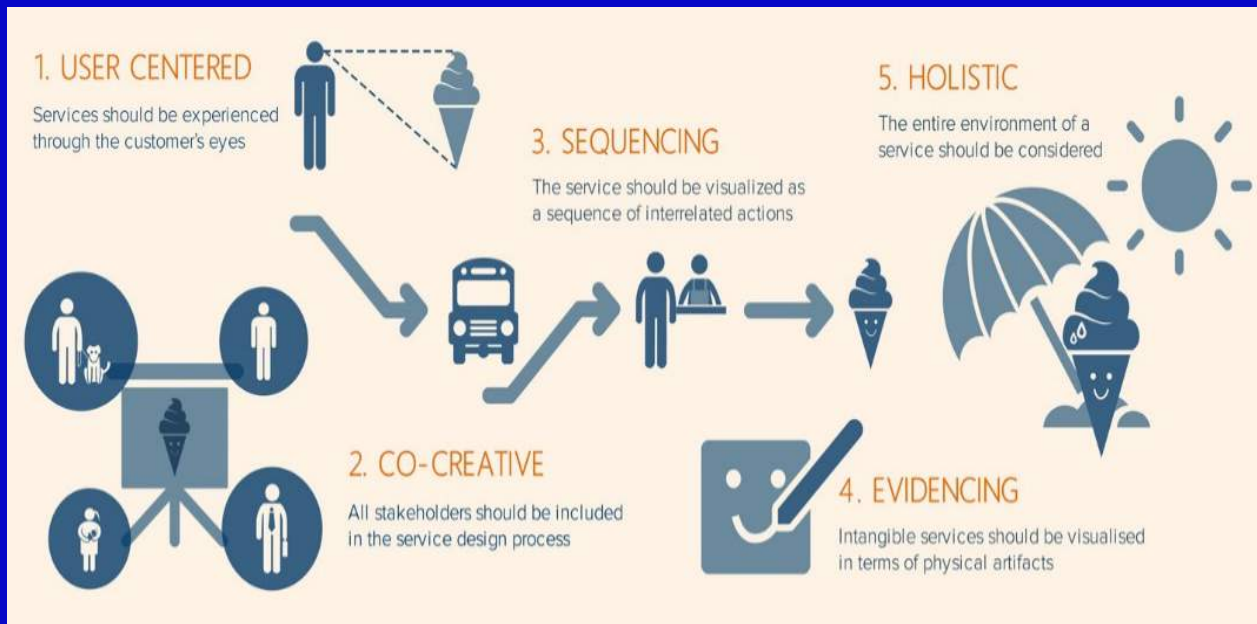 1. USER CENTERED
Services should be experienced
through the customer's eyes
2. CO-CREATIVE
All stakeholders should be included
in the service design process
3. SEQUENCING
The service should be visualized as
a sequence of interrelated actions
4. EVIDENCING
Intangible services should be visualised
in terms of physical artifacts
5. HOLISTIC
The entire environment of a
service should be considered